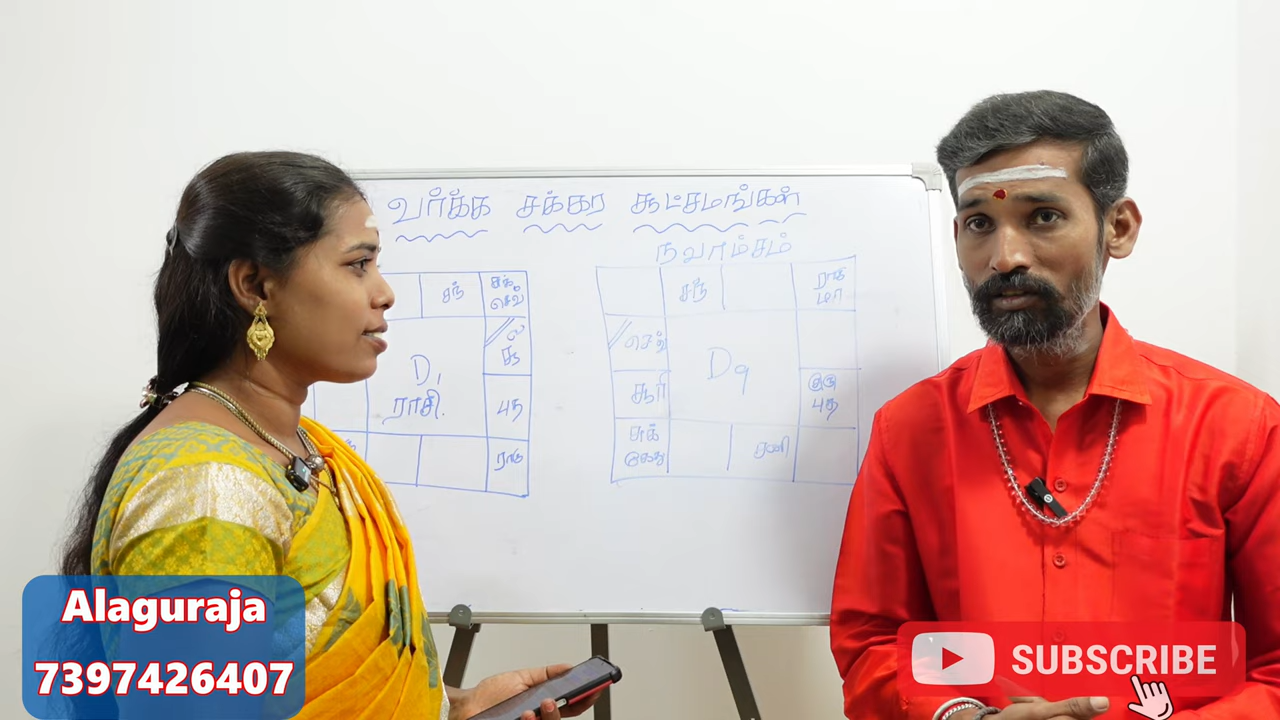 வர்க்க சக்கர சூட்சமங்கள்
நவாம்சம்
சந்
சுக்
செவ்
ல
சூ
D1
ராசி
புத
ராகு
சந்
ராகு
மா
செவ்
D9
சூரி
குரு
புத
சுக்
கேது
சனி
Alaguraja
7397426407
SUBSCRIBE